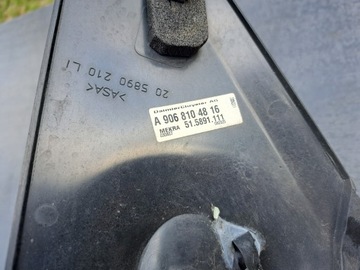 >ASA<
20 5890 210 LI
DaimlerChrysler AG
A 906 810 48 16
MEKRA 51.5891.111